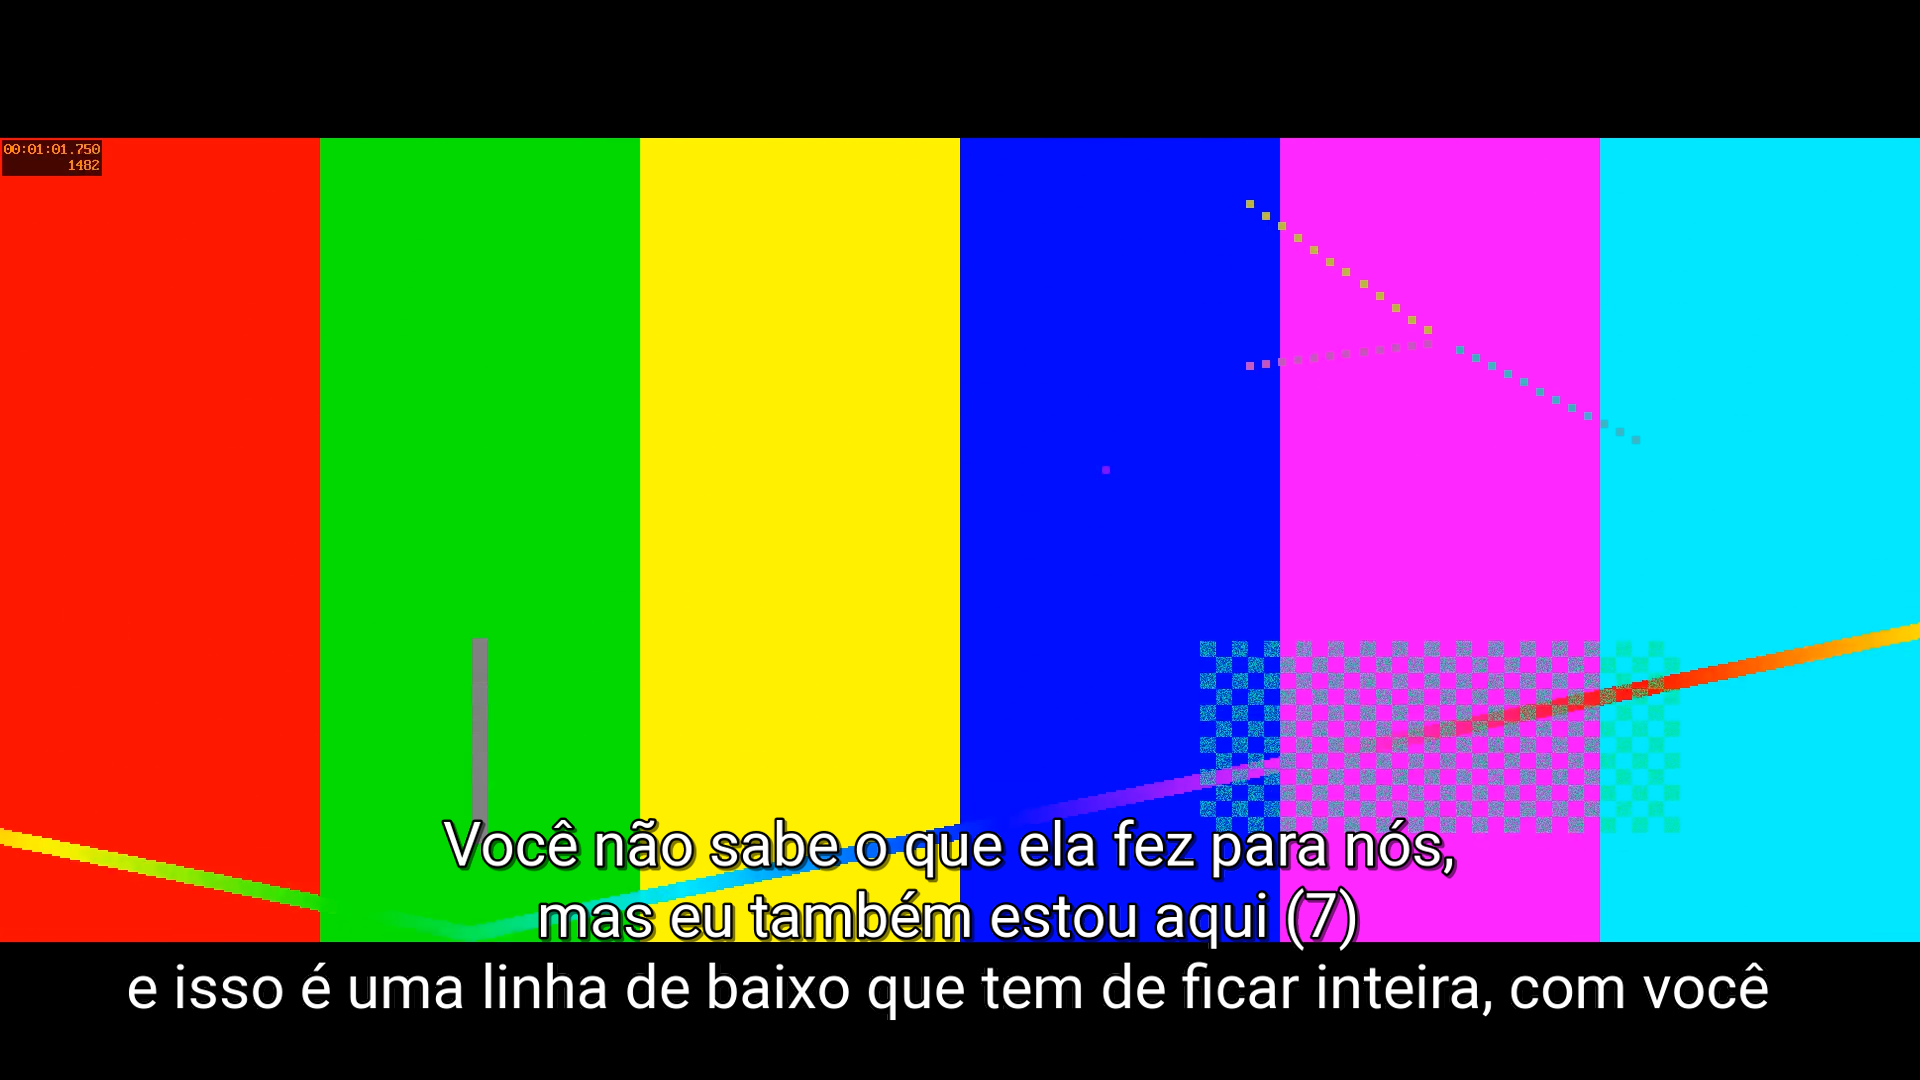 00:01:01.750
1482
Você não sabe o que ela fez para nós,
mas eu também estou aqui (7)
e isso é uma linha de baixo que tem de ficar inteira, com você